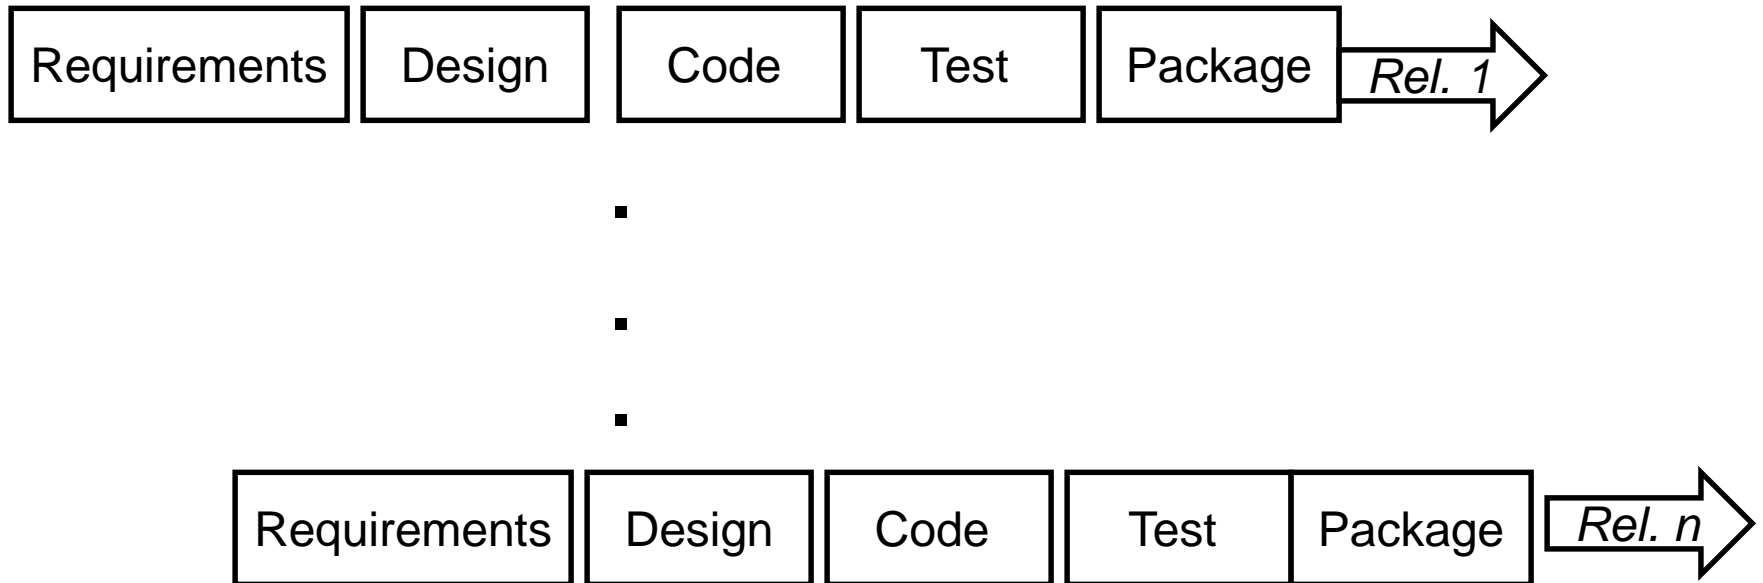 Requirements Design Code Test Package Rel. 1
Requirements Design Code Test Package Rel. n